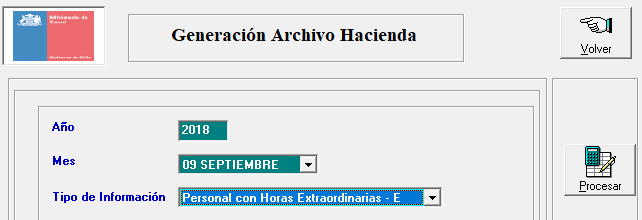 Ministerio de
Salud
Gobierno de Chile
Generación Archivo Hacienda
Volver
Año
2018
Mes
09 SEPTIEMBRE
Tipo de Información
Personal con Horas Extraordinarias - E
Procesar